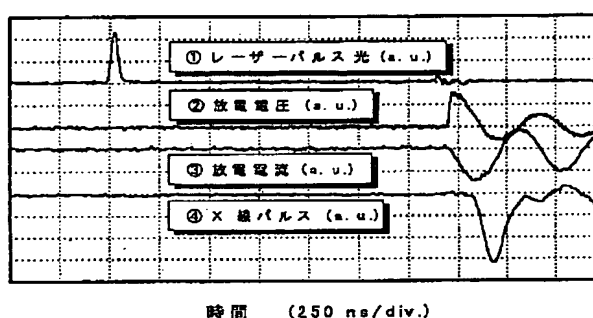 ① レーザーパルス光 (a. u.)
② 放電電圧 (a. u.)
③ 放電電流 (a. u.)
④ X 線パルス (a. u.)
時間 (250 ns/div.)